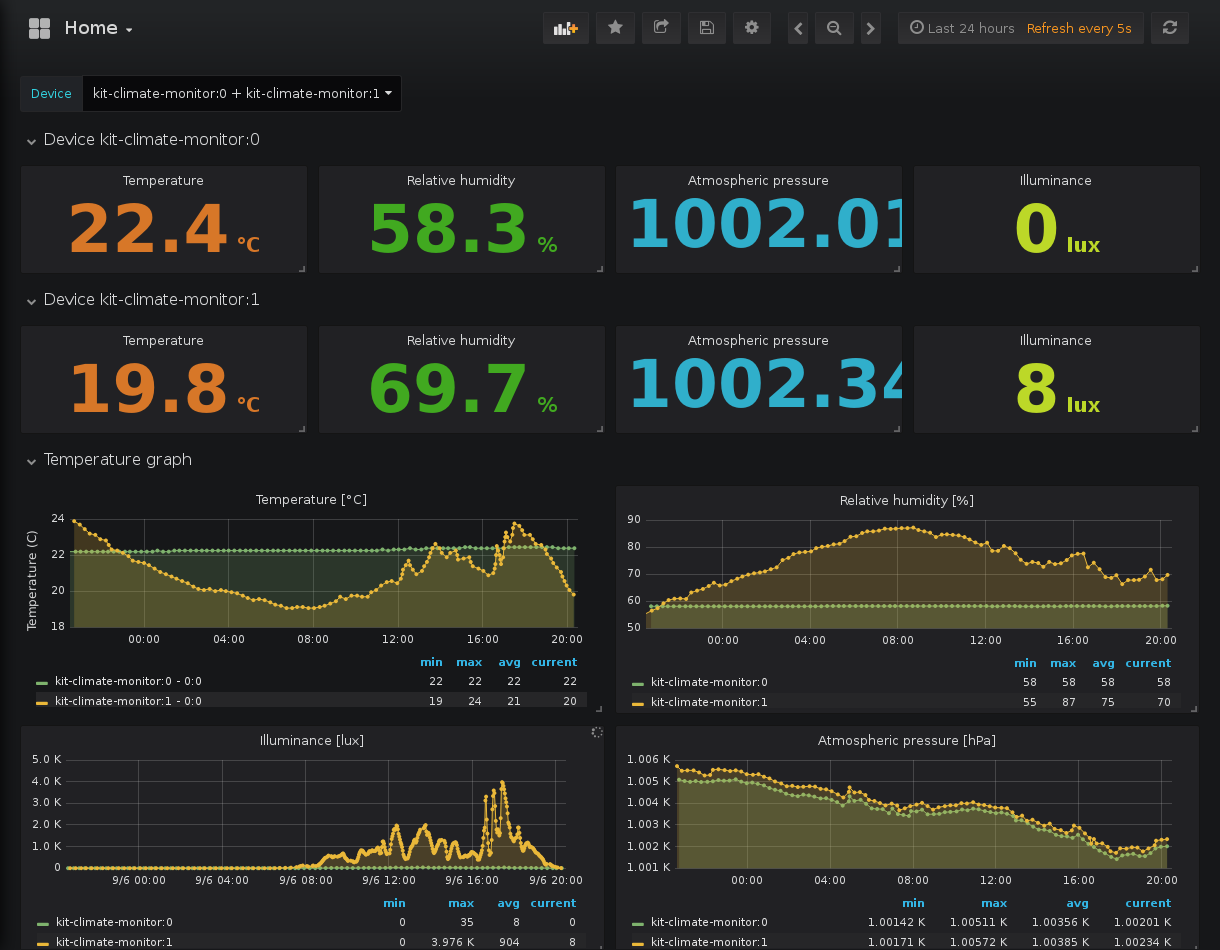 Home
Last 24 hours Refresh every 5s
Device kit-climate-monitor:0 + kit-climate-monitor:1
Device kit-climate-monitor:0
Temperature Relative humidity Atmospheric pressure Illuminance
22.4 °C 58.3 % 1002.01 0 lux
Device kit-climate-monitor:1
Temperature Relative humidity Atmospheric pressure Illuminance
19.8 °C 69.7 % 1002.34 8 lux
Temperature graph
Temperature [°C]
Temperature (C)
24
22
20
18
00:00 04:00 08:00 12:00 16:00 20:00
min max avg current
kit-climate-monitor:0 - 0:0 22 22 22 22
kit-climate-monitor:1 - 0:0 19 24 21 20
Relative humidity [%]
90
80
70
60
50
00:00 04:00 08:00 12:00 16:00 20:00
min max avg current
kit-climate-monitor:0 58 58 58 58
kit-climate-monitor:1 55 87 75 70
Illuminance [lux]
5.0 K
4.0 K
3.0 K
2.0 K
1.0 K
0
9/6 00:00 9/6 04:00 9/6 08:00 9/6 12:00 9/6 16:00 9/6 20:00
min max avg current
kit-climate-monitor:0 0 35 8 0
kit-climate-monitor:1 0 3.976 K 904 8
Atmospheric pressure [hPa]
1.006 K
1.005 K
1.004 K
1.003 K
1.002 K
1.001 K
00:00 04:00 08:00 12:00 16:00 20:00
min max avg current
kit-climate-monitor:0 1.00142 K 1.00511 K 1.00356 K 1.00201 K
kit-climate-monitor:1 1.00171 K 1.00572 K 1.00385 K 1.00234 K